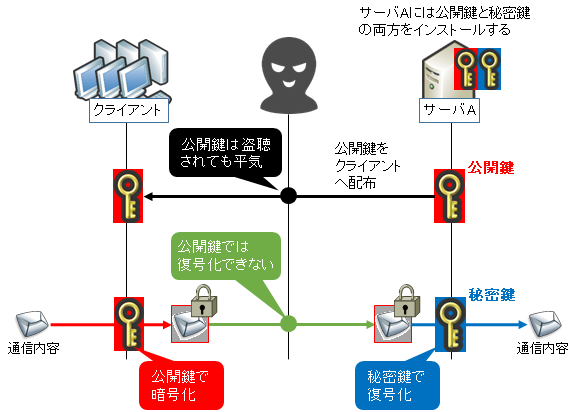 サーバAには公開鍵と秘密鍵
の両方をインストールする
クライアント
サーバA
公開鍵は盗聴
されても平気
公開鍵を
クライアント
へ配布
公開鍵
公開鍵では
復号化できない
秘密鍵
通信内容
通信内容
公開鍵で
暗号化
秘密鍵で
復号化